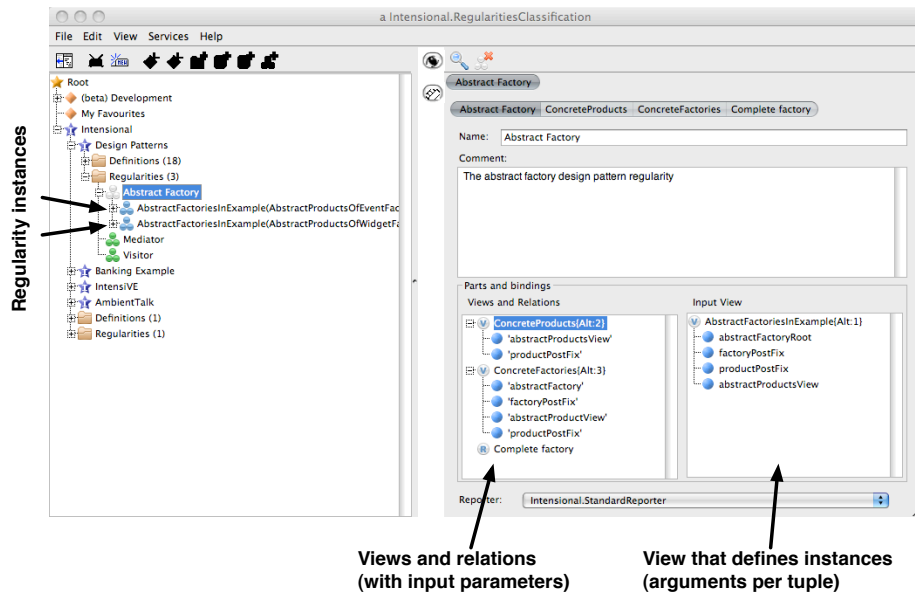 a Intensional.RegularitiesClassification
File Edit View Services Help
Root
(beta) Development
My Favourites
Intensional
Design Patterns
Definitions (18)
Regularities (3)
Abstract Factory
AbstractFactoriesInExample(AbstractProductsOfEventFac
AbstractFactoriesInExample(AbstractProductsOfWidgetFa
Mediator
Visitor
Banking Example
IntensiVE
AmbientTalk
Definitions (1)
Regularities (1)
Regularity instances
Abstract Factory
Abstract Factory ConcreteProducts ConcreteFactories Complete factory
Name: Abstract Factory
Comment:
The abstract factory design pattern regularity
Parts and bindings
Views and Relations
V ConcreteProducts{Alt:2}
'abstractProductsView'
'productPostFix'
V ConcreteFactories{Alt:3}
'abstractFactory'
'factoryPostFix'
'abstractProductView'
'productPostFix'
R Complete factory
Input View
V AbstractFactoriesInExample{Alt:1}
abstractFactoryRoot
factoryPostFix
productPostFix
abstractProductsView
Reporter: Intensional.StandardReporter
Views and relations
(with input parameters)
View that defines instances
(arguments per tuple)